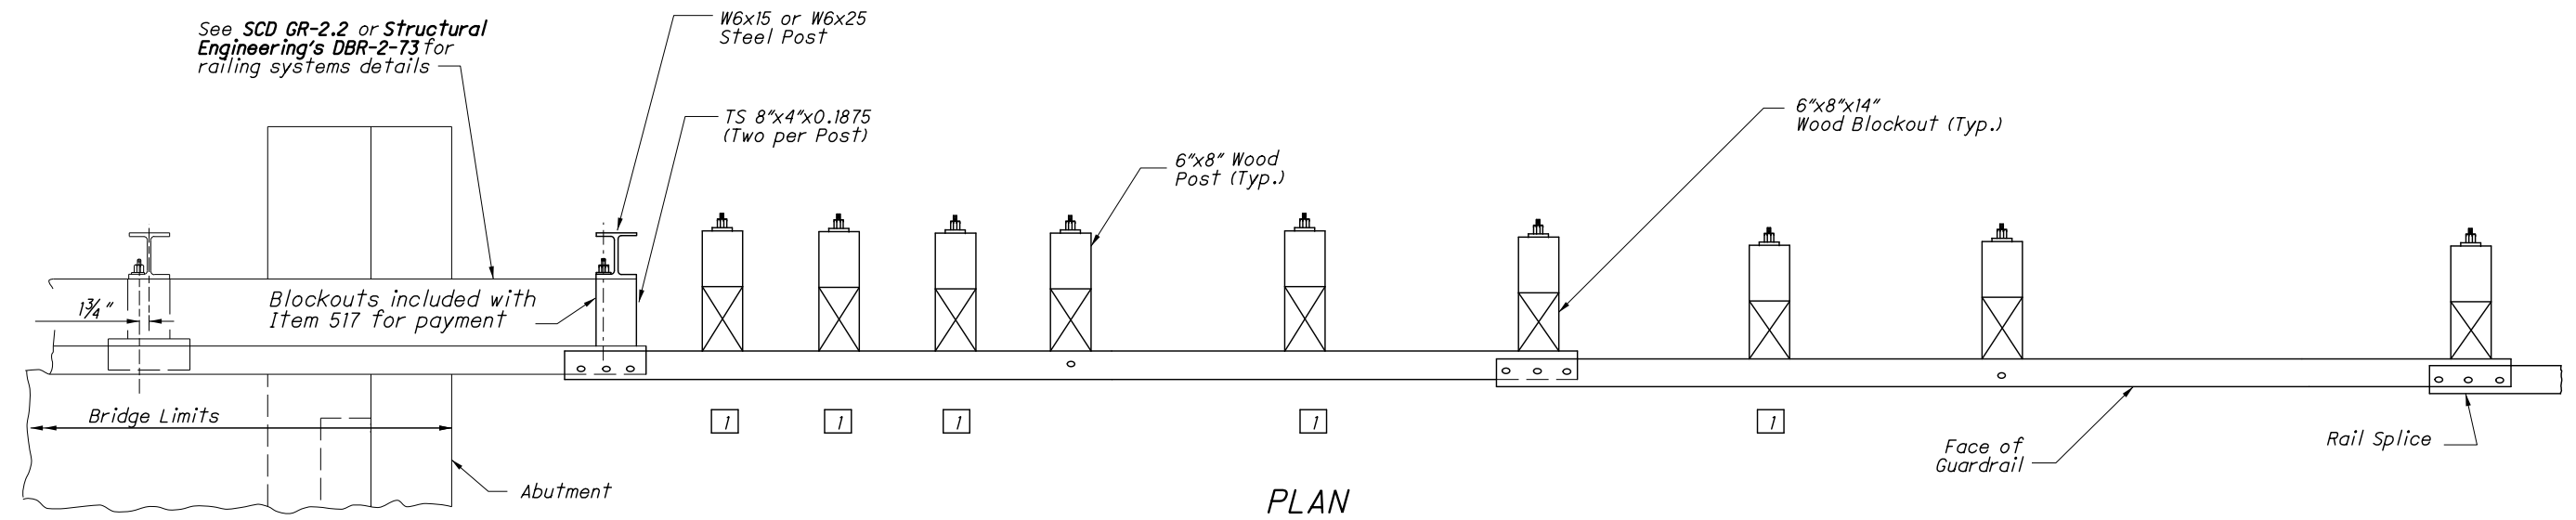 See SCD GR-2.2 or Structural
Engineering's DBR-2-73 for
railing systems details
W6x15 or W6x25
Steel Post
TS 8"x4"x0.1875
(Two per Post)
6"x8" Wood
Post (Typ.)
6"x8"x14"
Wood Blockout (Typ.)
1¾"
Blockouts included with
Item 517 for payment
Bridge Limits
1
1
1
1
1
Face of
Guardrail
Rail Splice
Abutment
PLAN